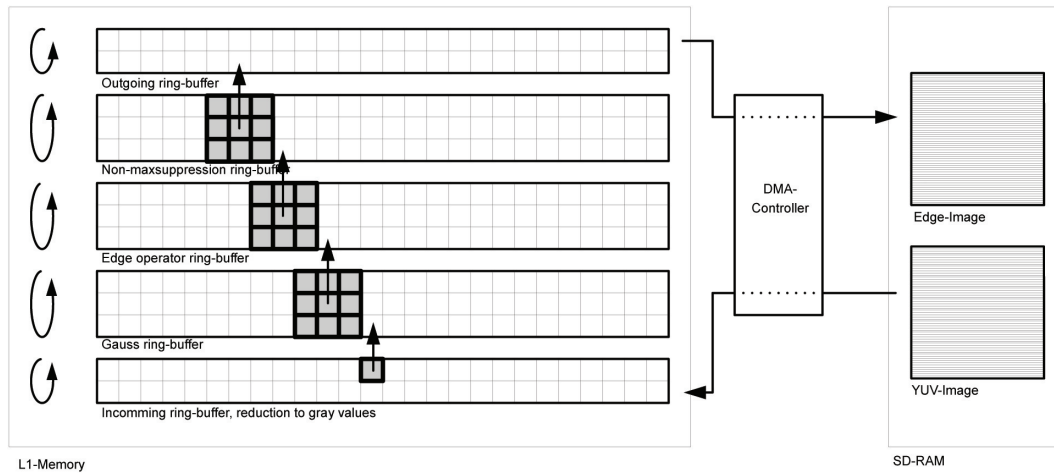 Outgoing ring-buffer
Non-maxsuppression ring-buffer
Edge operator ring-buffer
Gauss ring-buffer
Incomming ring-buffer, reduction to gray values
L1-Memory
DMA-
Controller
Edge-Image
YUV-Image
SD-RAM